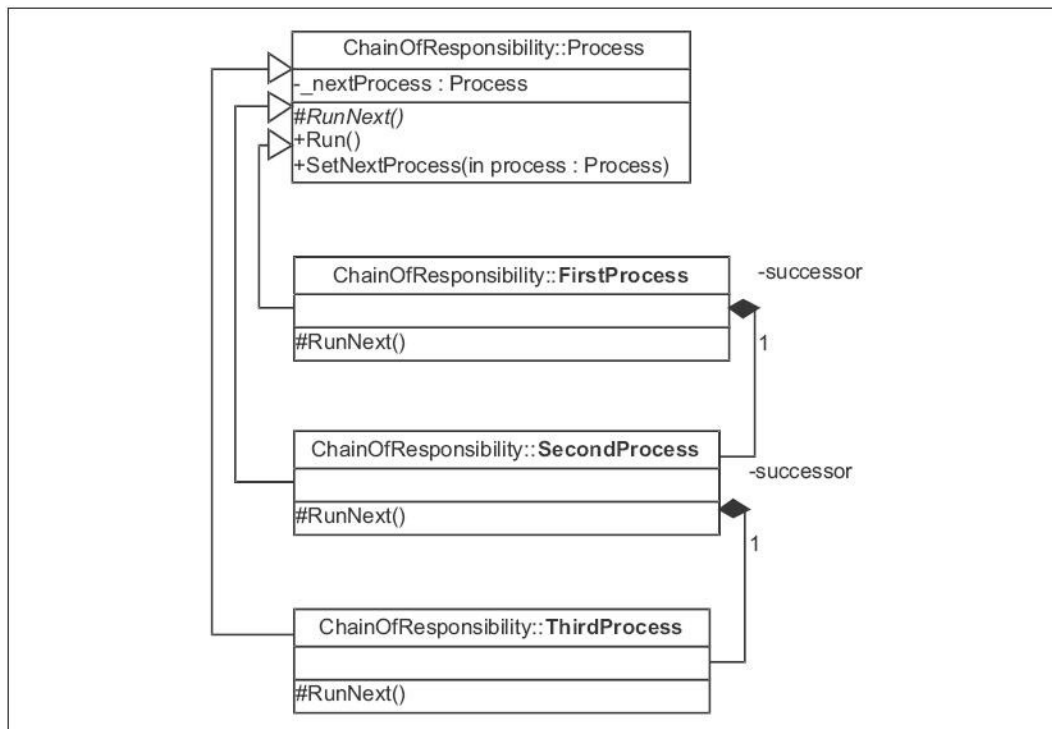 ChainOfResponsibility::Process
-_nextProcess : Process
#RunNext()
+Run()
+SetNextProcess(in process : Process)
ChainOfResponsibility::FirstProcess
-successor
#RunNext()
1
ChainOfResponsibility::SecondProcess
-successor
#RunNext()
1
ChainOfResponsibility::ThirdProcess
#RunNext()